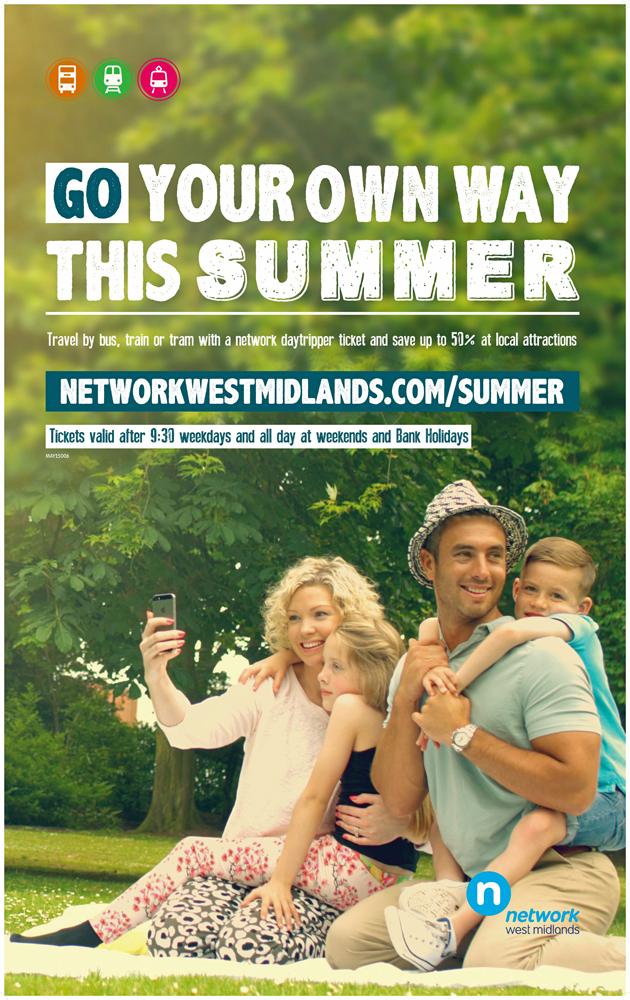 GO YOUR OWN WAY
THIS SUMMER
Travel by bus, train or tram with a network daytripper ticket and save up to 50% at local attractions
NETWORKWESTMIDLANDS.COM/SUMMER
Tickets valid after 9:30 weekdays and all day at weekends and Bank Holidays
MAY15006
n
network
west midlands